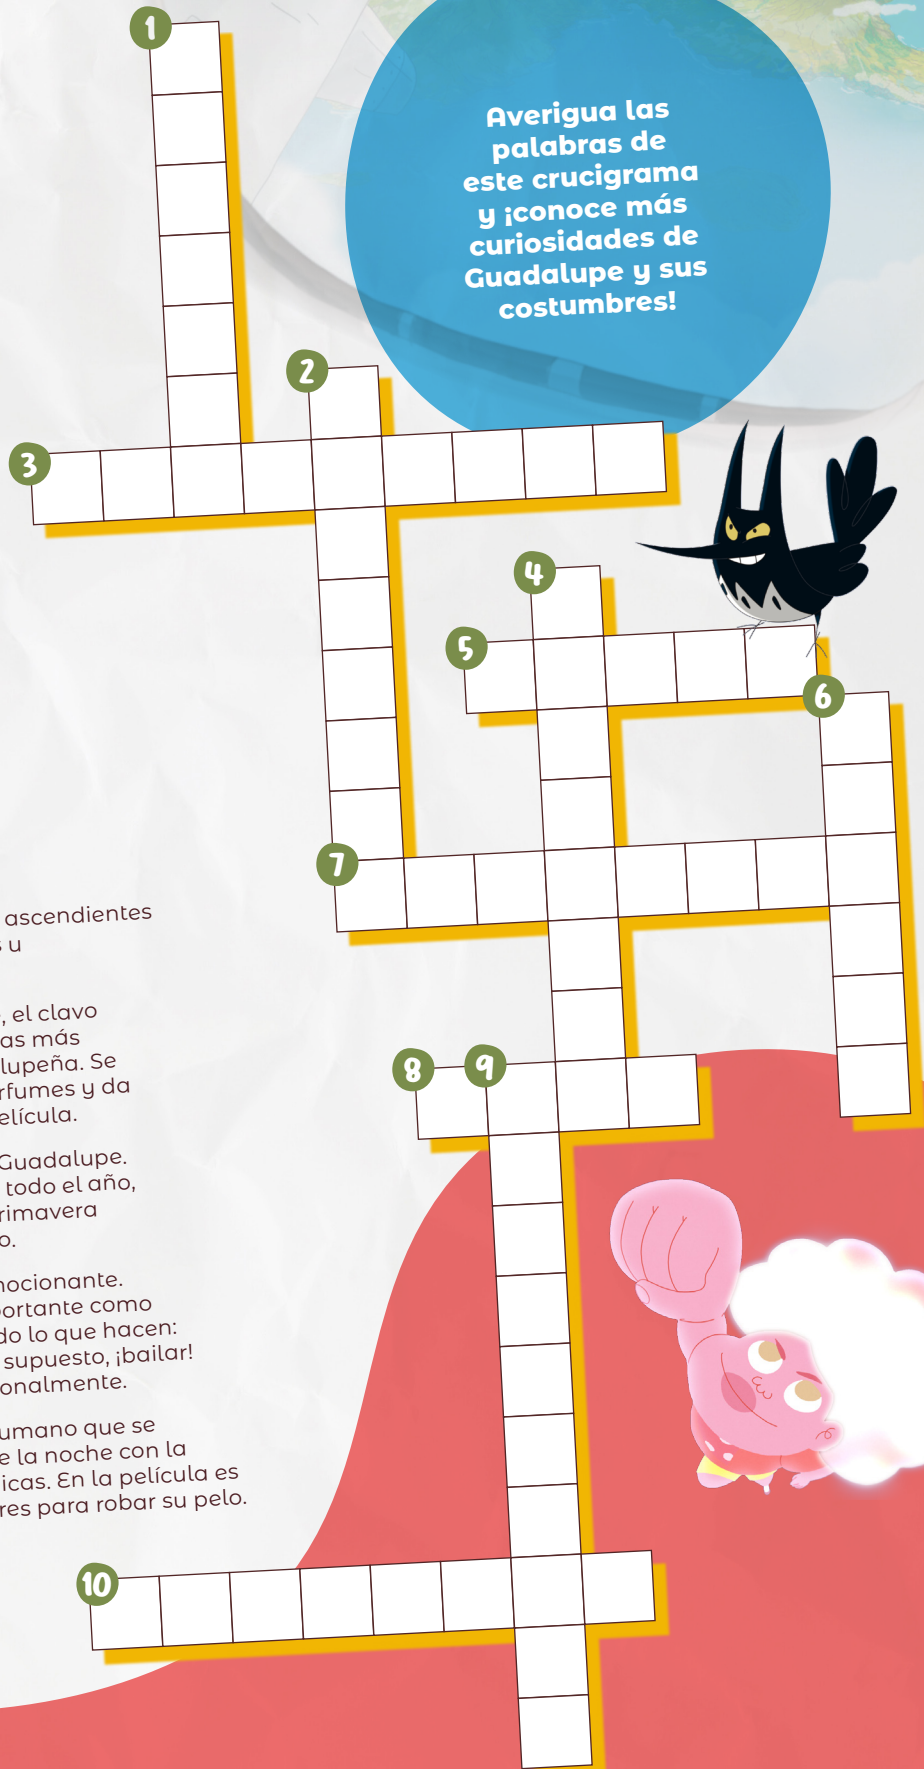 1
Averigua las
palabras de
este crucigrama
y ¡conoce más
curiosidades de
Guadalupe y sus
costumbres!
2
3
4
5
6
7
ascendientes
s u
, el clavo
as más
lupeña. Se
rfumes y da
elícula.
Guadalupe.
todo el año,
rimavera
o.
nocionante.
portante como
do lo que hacen:
supuesto, ¡bailar!
onalmente.
umano que se
e la noche con la
icas. En la película es
res para robar su pelo.
8
9
10